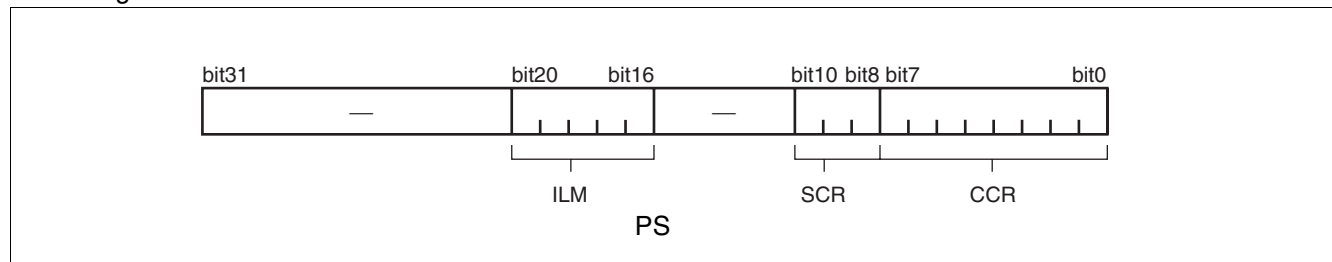 bit31 bit20 bit16 bit10 bit8 bit7 bit0
— —
ILM SCR CCR
PS